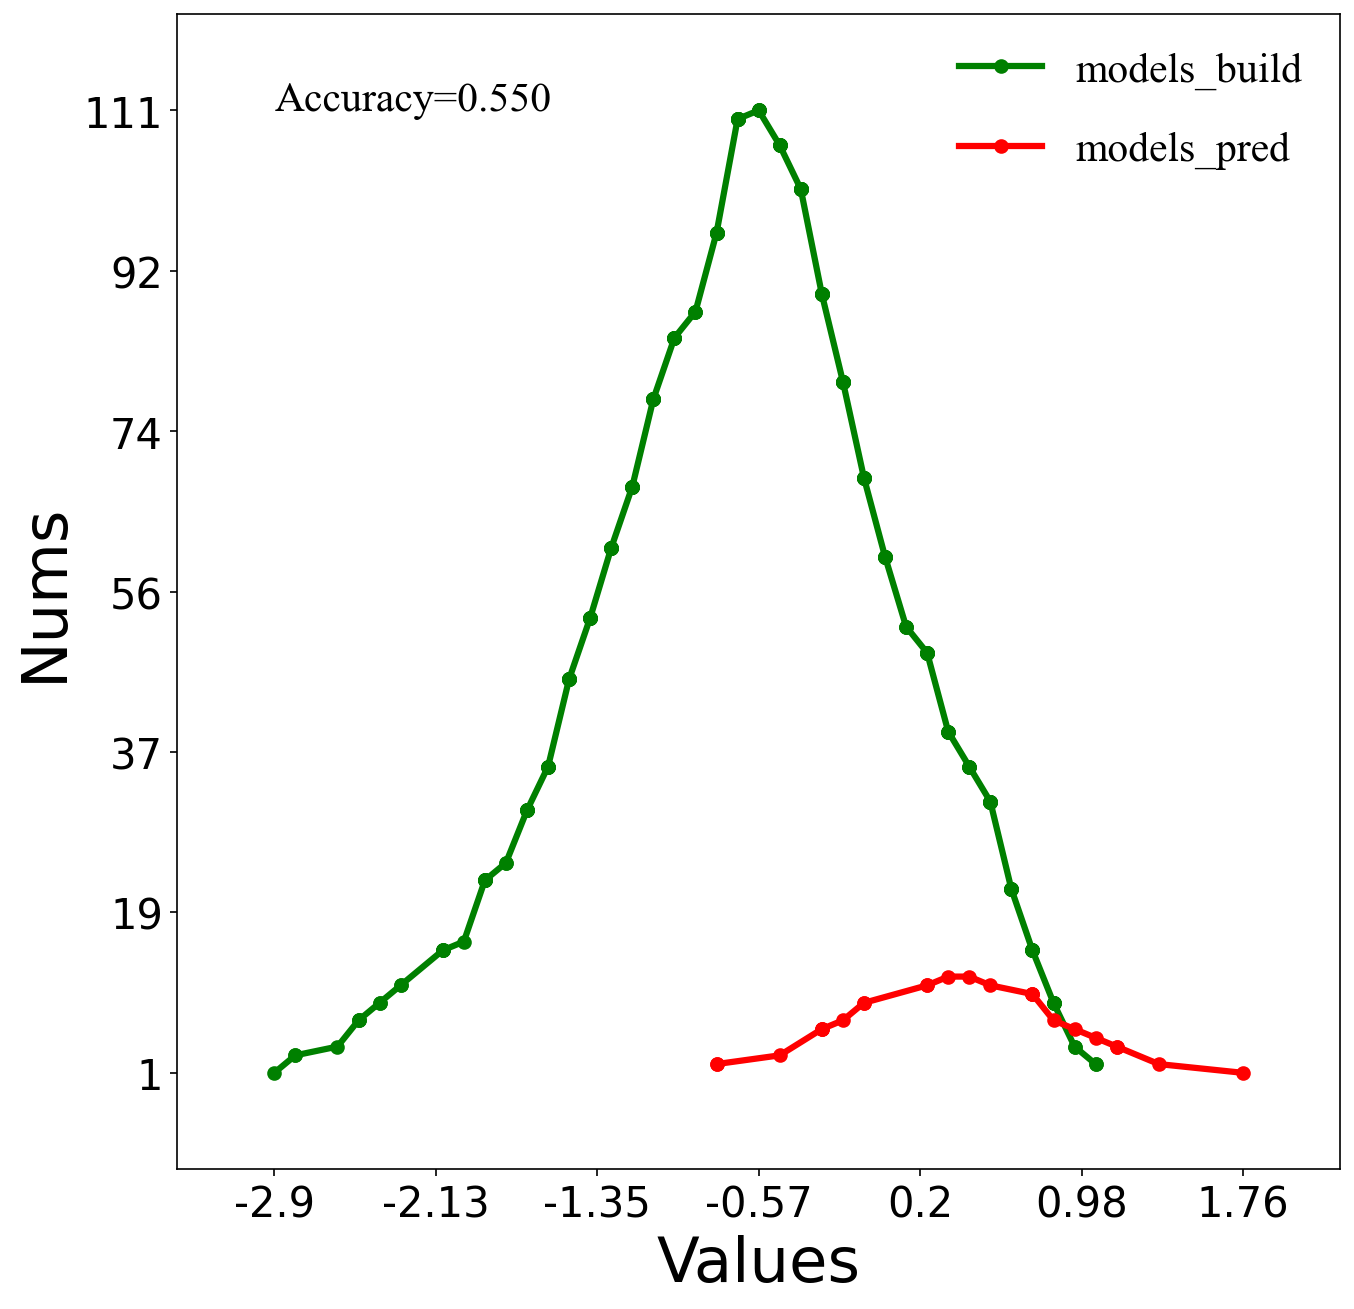 models_build
Accuracy=0.550
models_pred
111
92
74
56
37
19
1
Nums
-2.9 -2.13 -1.35 -0.57 0.2 0.98 1.76
Values